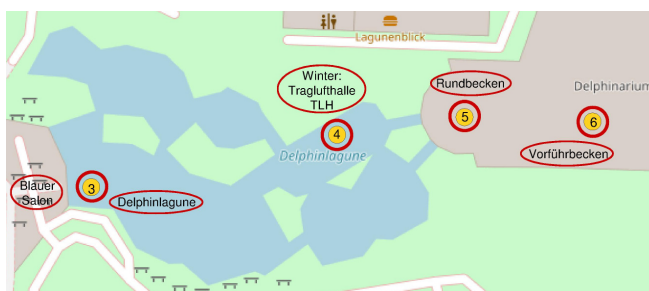 Lagunenblick
Winter:
Traglufthalle
TLH
Rundbecken
Delphinarium
4
5
6
Delphinlagune
Vorführbecken
Blauer
Salon
3
Delphinlagune